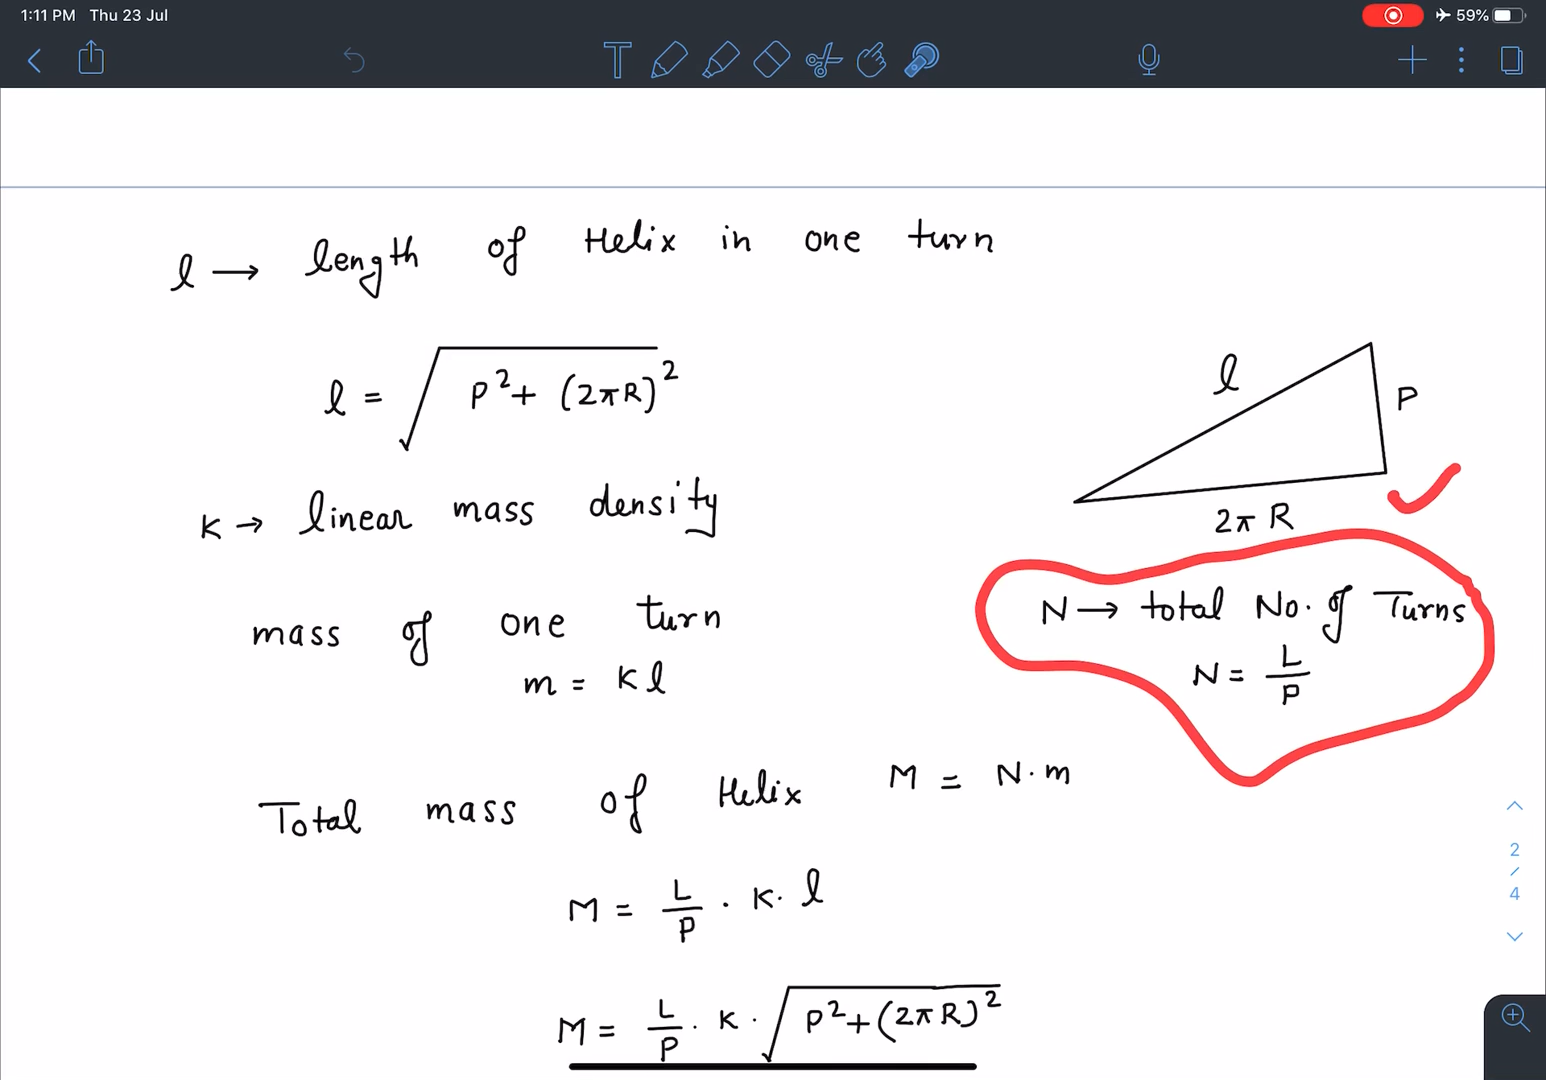 1:11 PM Thu 23 Jul
59%
l → length of Helix in one turn
l = √(P² + (2πR)²)
l
P
2π R
K → linear mass density
N → total No. of Turns
N = L/P
mass of one turn
m = K l
Total mass of Helix M = N · m
M = L/P · K · l
M = L/P · K · √(P² + (2πR)²)
2
/
4